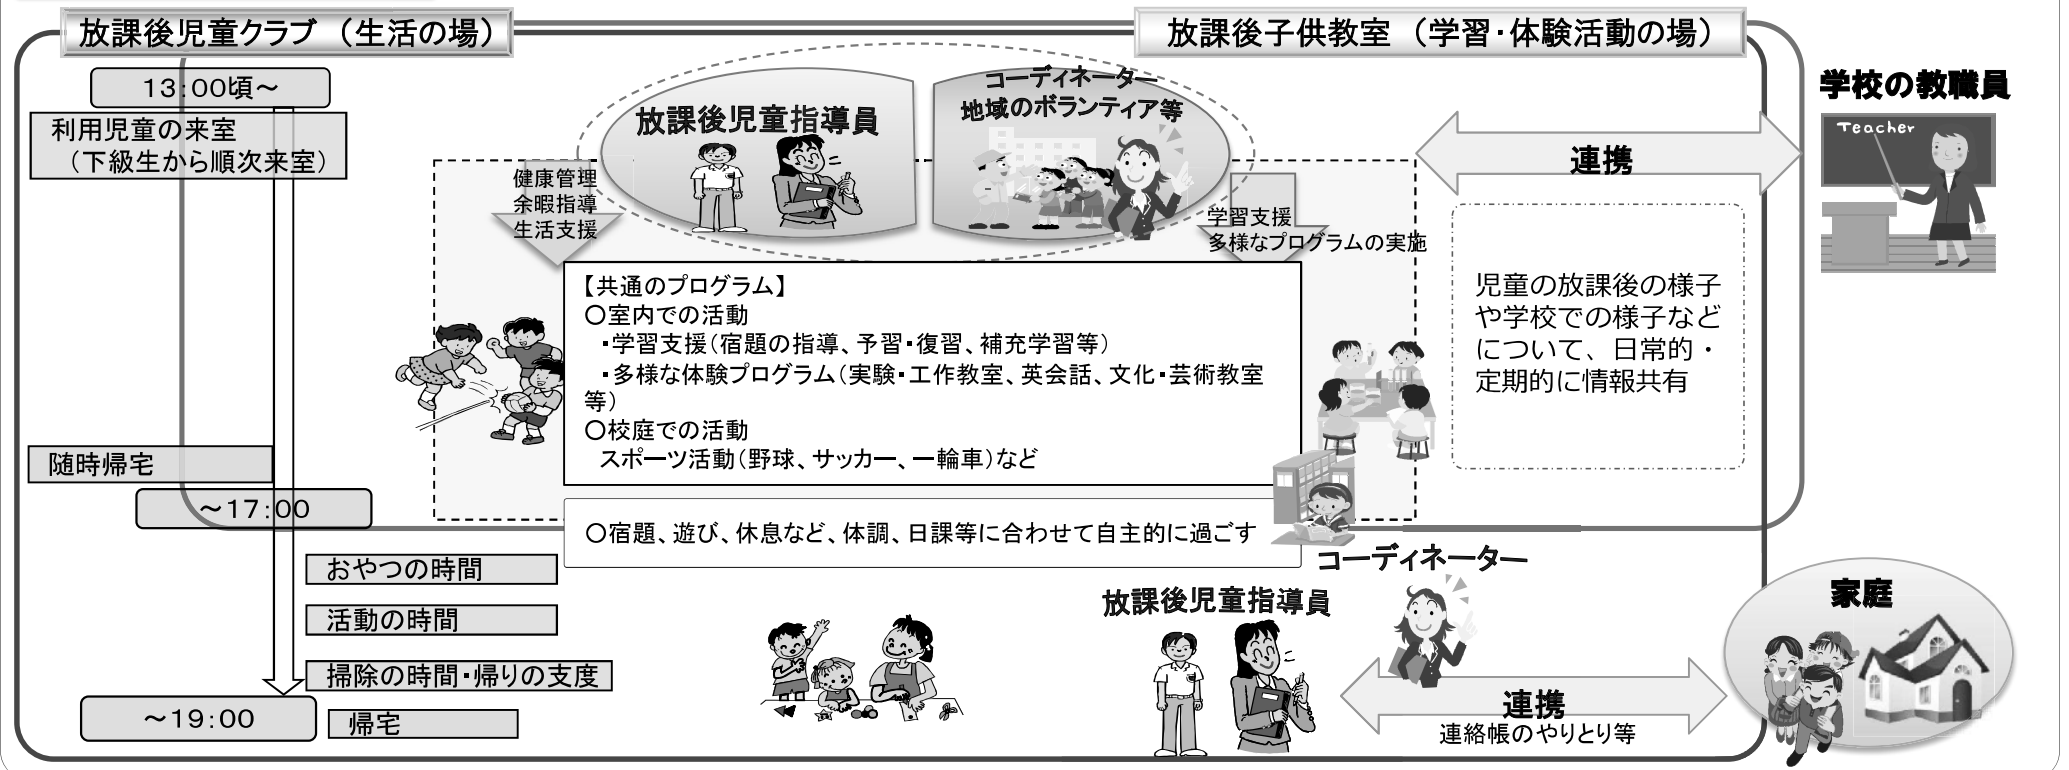 放課後児童クラブ （生活の場）
放課後子供教室 （学習・体験活動の場）
13:00頃～
利用児童の来室
（下級生から順次来室）
放課後児童指導員
コーディネーター
地域のボランティア等
学校の教職員
Teacher
連携
健康管理
余暇指導
生活支援
学習支援
多様なプログラムの実施
【共通のプログラム】
○室内での活動
・学習支援（宿題の指導、予習・復習、補充学習等）
・多様な体験プログラム（実験・工作教室、英会話、文化・芸術教室
等）
○校庭での活動
スポーツ活動（野球、サッカー、一輪車）など
児童の放課後の様子
や学校での様子など
について、日常的・
定期的に情報共有
随時帰宅
～17:00
○宿題、遊び、休息など、体調、日課等に合わせて自主的に過ごす
おやつの時間
活動の時間
掃除の時間・帰りの支度
～19:00
帰宅
コーディネーター
放課後児童指導員
連携
連絡帳のやりとり等
家庭